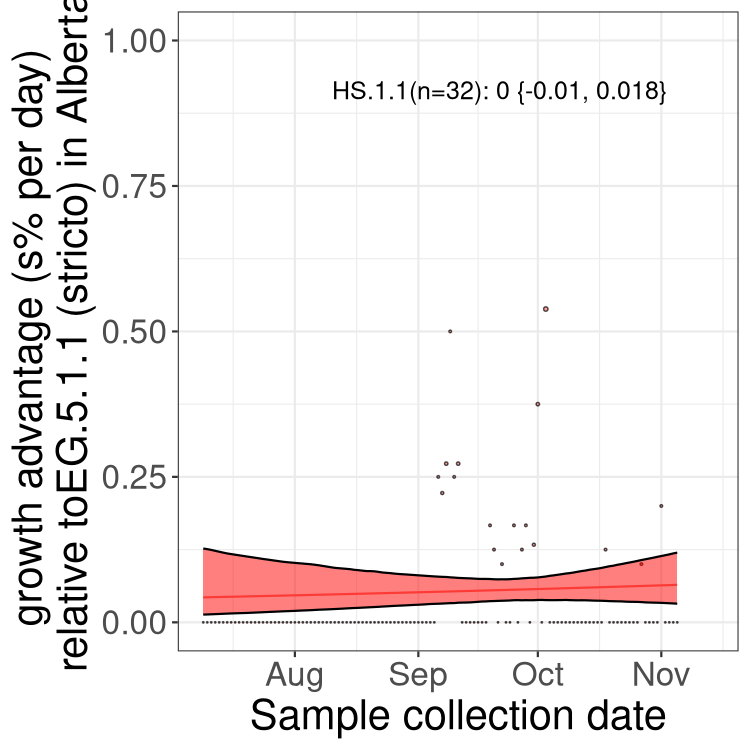 growth advantage (s% per day)
relative toEG.5.1.1 (stricto) in Alberta
1.00
0.75
0.50
0.25
0.00
HS.1.1(n=32): 0 {-0.01, 0.018}
Aug Sep Oct Nov
Sample collection date